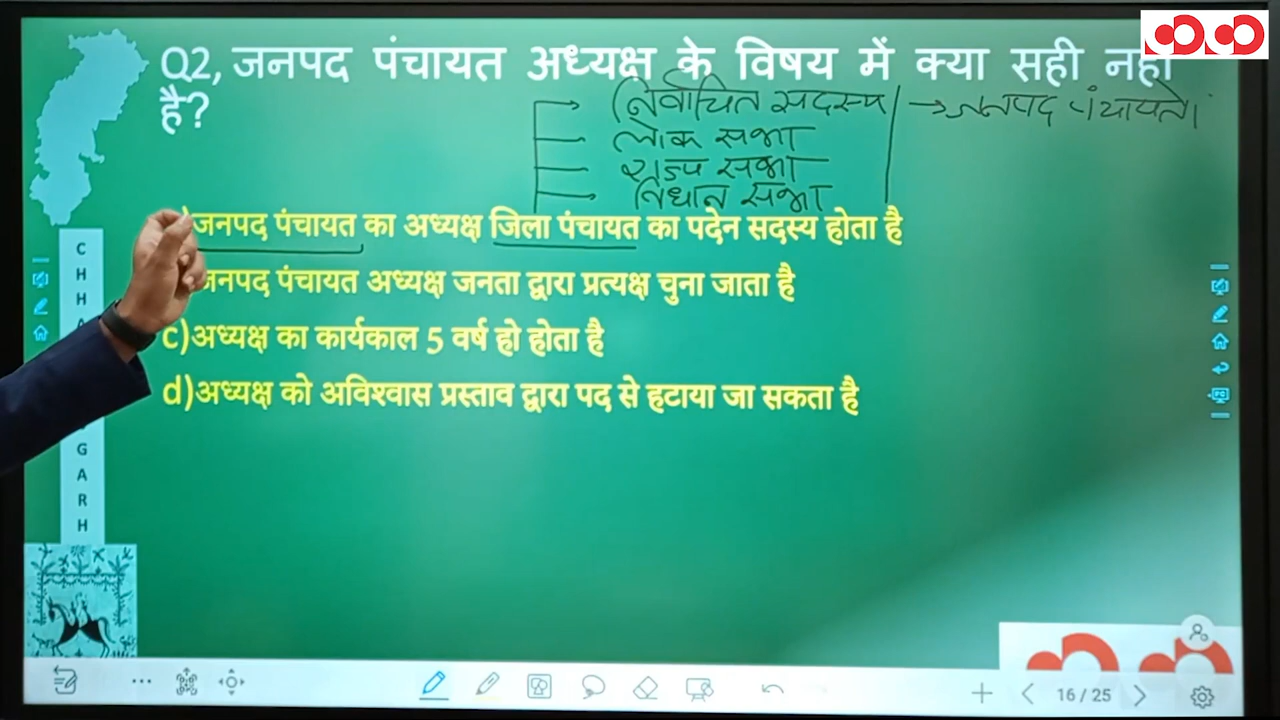 Q2, जनपद पंचायत अध्यक्ष के विषय में क्या सही नहीं
है?
निर्वाचित सदस्य → जनपद पंचायत
लोक सभा
राज्य सभा
विधान सभा
जनपद पंचायत का अध्यक्ष जिला पंचायत का पदेन सदस्य होता है
जनपद पंचायत अध्यक्ष जनता द्वारा प्रत्यक्ष चुना जाता है
c)अध्यक्ष का कार्यकाल 5 वर्ष हो होता है
d)अध्यक्ष को अविश्वास प्रस्ताव द्वारा पद से हटाया जा सकता है
C
H
H
G
A
R
H
16 / 25